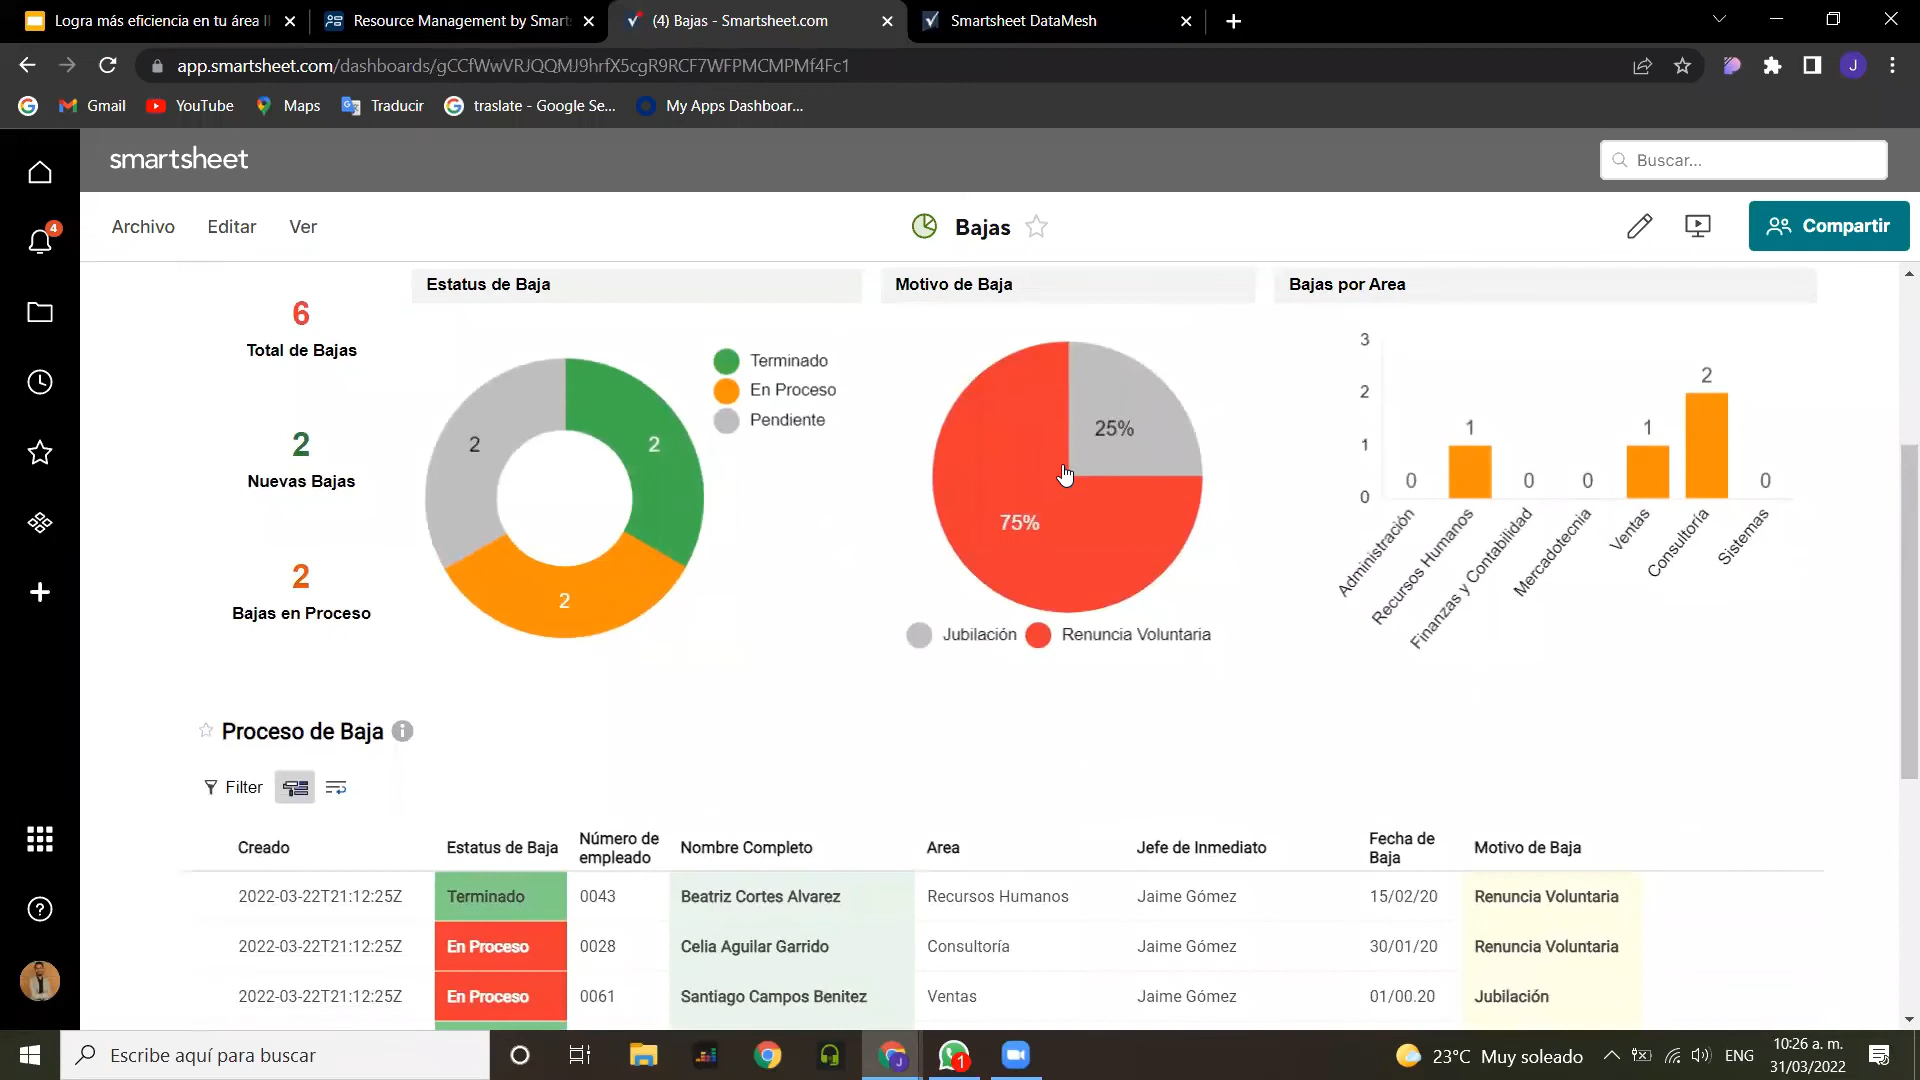 Logra más eficiencia en tu área
Resource Management by Smart
(4) Bajas - Smartsheet.com
Smartsheet DataMesh
app.smartsheet.com/dashboards/gCCfWwVRJQQMJ9hrfX5cgR9RCF7WFPMCMPMf4Fc1
J
Gmail
YouTube
Maps
Traducir
traslate - Google Se...
My Apps Dashboar...
smartsheet
Buscar...
4
Archivo
Editar
Ver
Bajas
Compartir
6
Total de Bajas
2
Nuevas Bajas
2
Bajas en Proceso
Estatus de Baja
2
2
2
Terminado
En Proceso
Pendiente
Motivo de Baja
25%
75%
Jubilación
Renuncia Voluntaria
Bajas por Area
3
2
1
0
0
1
0
0
1
2
0
Administración
Recursos Humanos
Finanzas y Contabilidad
Mercadotecnia
Ventas
Consultoría
Sistemas
Proceso de Baja
Filter
Creado Estatus de Baja Número de empleado Nombre Completo Area Jefe de Inmediato Fecha de Baja Motivo de Baja
2022-03-22T21:12:25Z Terminado 0043 Beatriz Cortes Alvarez Recursos Humanos Jaime Gómez 15/02/20 Renuncia Voluntaria
2022-03-22T21:12:25Z En Proceso 0028 Celia Aguilar Garrido Consultoría Jaime Gómez 30/01/20 Renuncia Voluntaria
2022-03-22T21:12:25Z En Proceso 0061 Santiago Campos Benitez Ventas Jaime Gómez 01/00.20 Jubilación
Escribe aquí para buscar
1
23°C Muy soleado
ENG
10:26 a. m.
31/03/2022